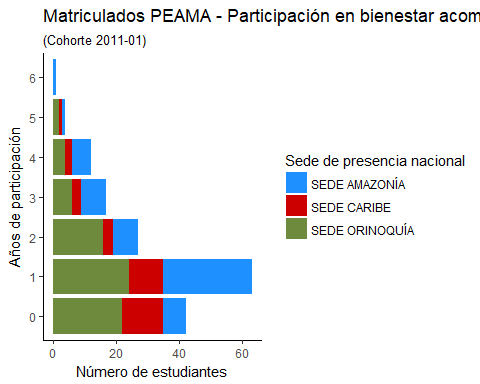 Matriculados PEAMA - Participación en bienestar acom
(Cohorte 2011-01)
Años de participación
6
5
4
3
2
1
0
0 20 40 60
Número de estudiantes
Sede de presencia nacional
SEDE AMAZONÍA
SEDE CARIBE
SEDE ORINOQUÍA